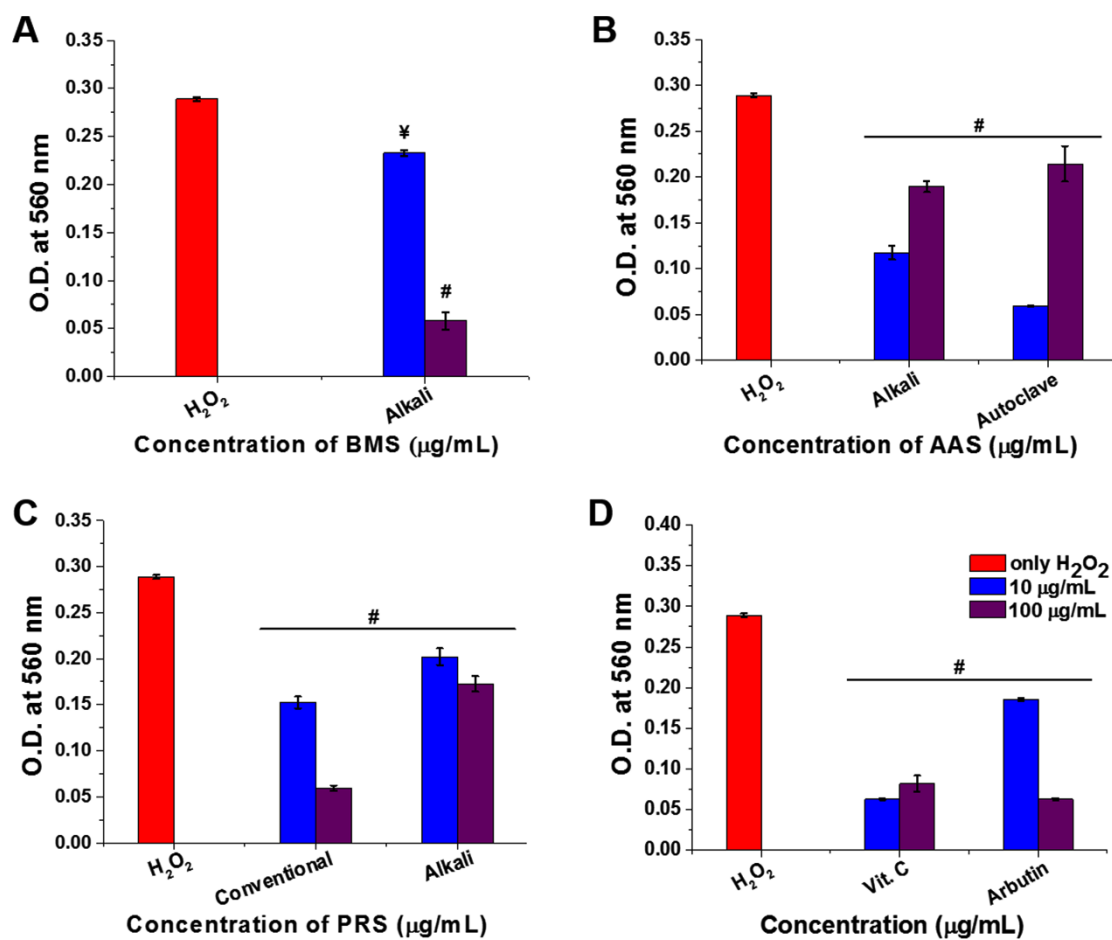 A
0.35
0.30
0.25
0.20
0.15
0.10
0.05
0.00
O.D. at 560 nm
¥
#
H₂O₂
Alkali
Concentration of BMS (μg/mL)
B
0.35
0.30
0.25
0.20
0.15
0.10
0.05
0.00
O.D. at 560 nm
#
H₂O₂
Alkali
Autoclave
Concentration of AAS (μg/mL)
C
0.35
0.30
0.25
0.20
0.15
0.10
0.05
0.00
O.D. at 560 nm
#
H₂O₂
Conventional
Alkali
Concentration of PRS (μg/mL)
D
0.40
0.35
0.30
0.25
0.20
0.15
0.10
0.05
0.00
O.D. at 560 nm
only H₂O₂
10 μg/mL
100 μg/mL
#
H₂O₂
Vit. C
Arbutin
Concentration (μg/mL)